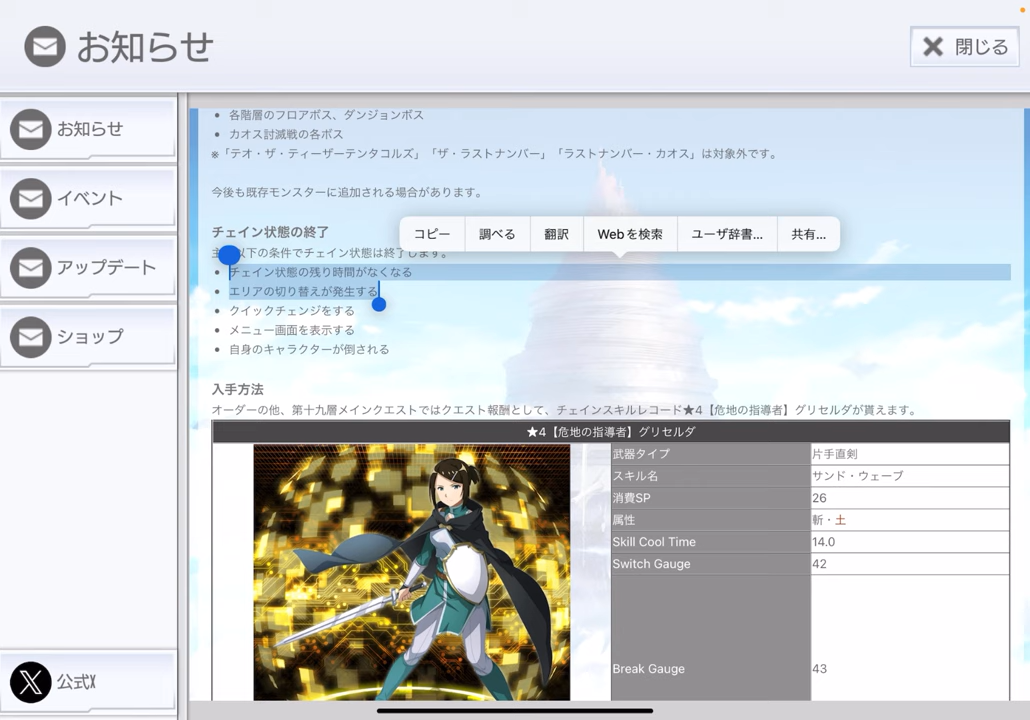 お知らせ
閉じる
お知らせ
イベント
アップデート
ショップ
公式X
• 各階層のフロアボス、ダンジョンボス
• カオス討滅戦の各ボス
※「テオ・ザ・ティーザーテンタコルズ」「ザ・ラストナンバー」「ラストナンバー・カオス」は対象外です。
今後も既存モンスターに追加される場合があります。
チェイン状態の終了
コピー 調べる 翻訳 Webを検索 ユーザ辞書... 共有...
主 以下の条件でチェイン状態は終了します。
• チェイン状態の残り時間がなくなる
• エリアの切り替えが発生する
• クイックチェンジをする
• メニュー画面を表示する
• 自身のキャラクターが倒される
入手方法
オーダーの他、第十九層メインクエストではクエスト報酬として、チェインスキルレコード★4【危地の指導者】グリセルダが貰えます。
★4【危地の指導者】グリセルダ
武器タイプ 片手直剣
スキル名 サンド・ウェーブ
消費SP 26
属性 斬・土
Skill Cool Time 14.0
Switch Gauge 42
Break Gauge 43